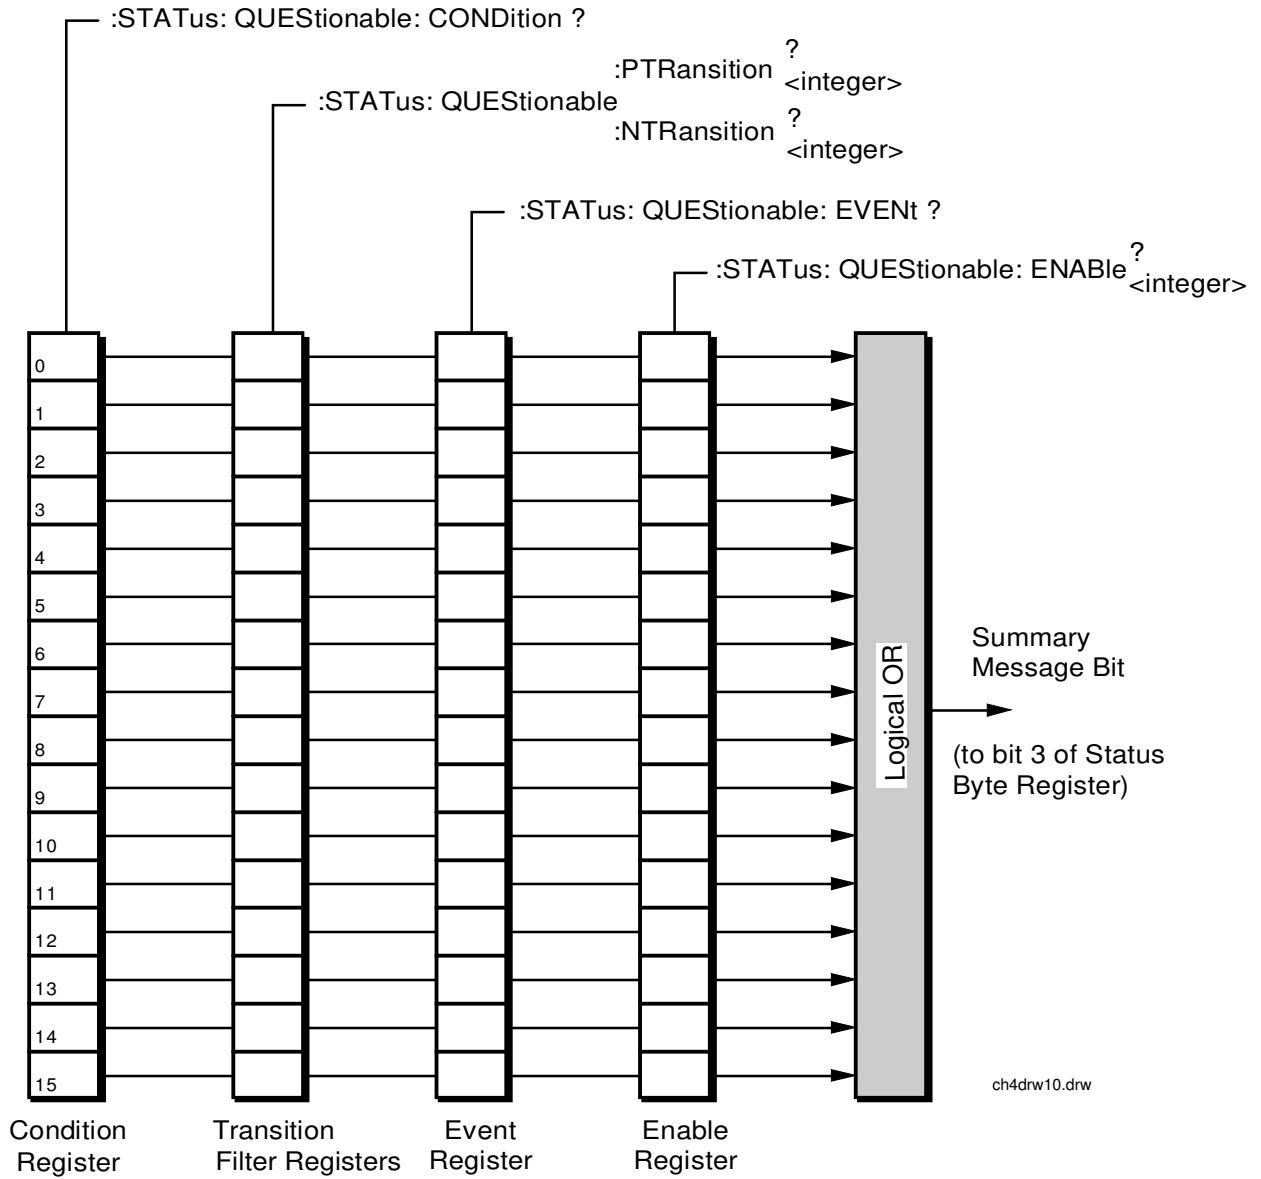 :STATus: QUEStionable: CONDition ?
:STATus: QUEStionable
:PTRansition
?
<integer>
:NTRansition
?
<integer>
:STATus: QUEStionable: EVENt ?
:STATus: QUEStionable: ENABle
?
<integer>
0
1
2
3
4
5
6
7
8
9
10
11
12
13
14
15
Logical OR
Summary
Message Bit
(to bit 3 of Status
Byte Register)
ch4drw10.drw
Condition
Register
Transition
Filter Registers
Event
Register
Enable
Register